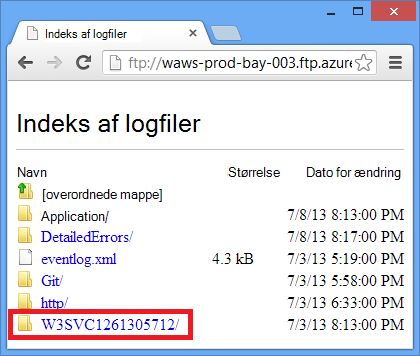 Indeks af logfiler
ftp://waws-prod-bay-003.ftp.azure
Indeks af logfiler
Navn Størrelse Dato for ændring
[overordnede mappe]
Application/ 7/8/13 8:13:00 PM
DetailedErrors/ 7/8/13 8:17:00 PM
eventlog.xml 4.3 kB 7/3/13 5:19:00 PM
Git/ 7/3/13 5:58:00 PM
http/ 7/3/13 6:33:00 PM
W3SVC1261305712/ 7/3/13 8:13:00 PM